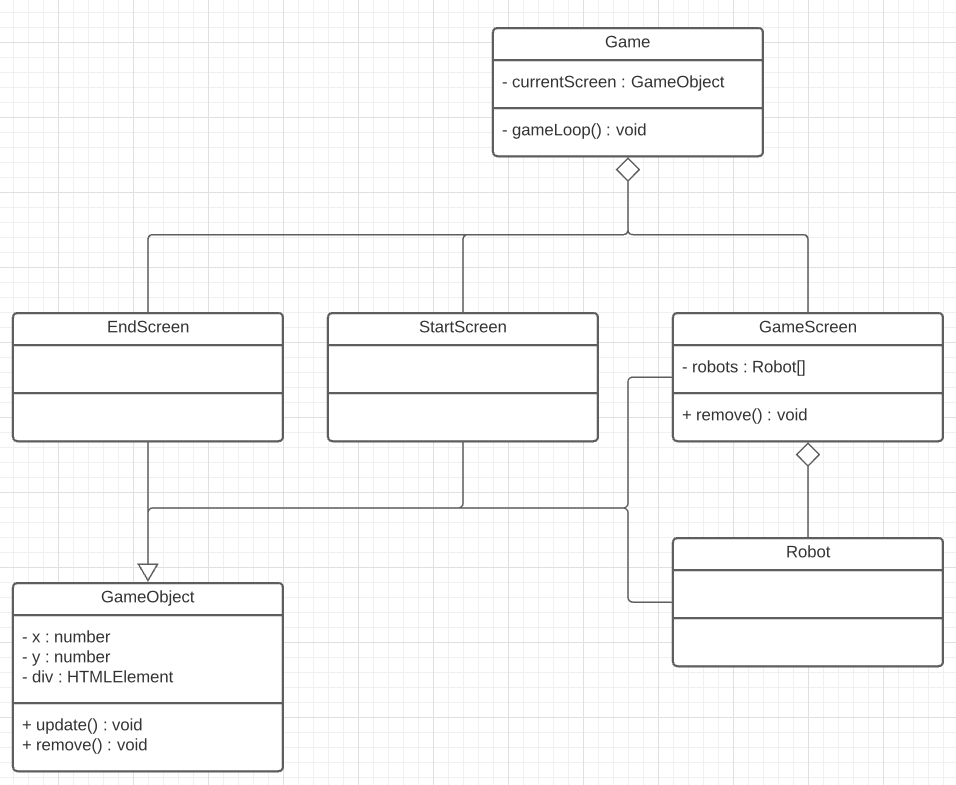 Game
- currentScreen : GameObject
- gameLoop() : void
EndScreen
StartScreen
GameScreen
- robots : Robot[]
+ remove() : void
Robot
GameObject
- x : number
- y : number
- div : HTMLElement
+ update() : void
+ remove() : void